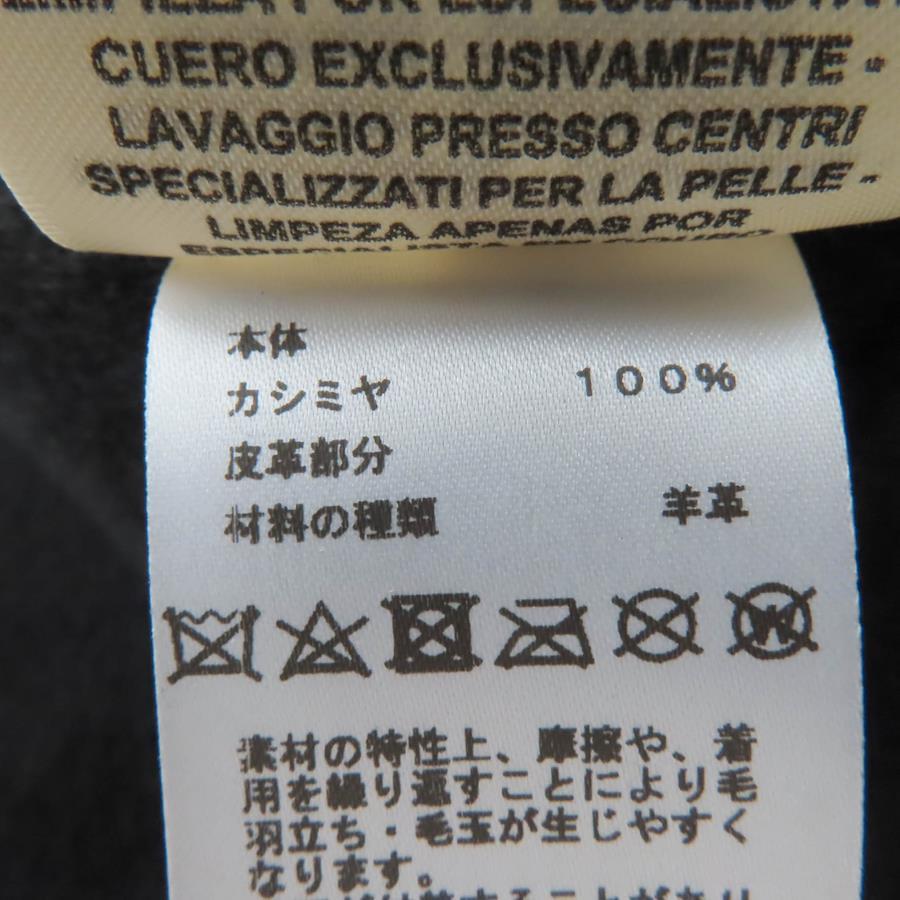 CUERO EXCLUSIVAMENTE -
LAVAGGIO PRESSO CENTRI
SPECIALIZZATI PER LA PELLE -
LIMPEZA APENAS POR
本体
カシミヤ 100%
皮革部分
材料の種類 羊革
素材の特性上、摩擦や、着
用を繰り返すことにより毛
羽立ち・毛玉が生じやすく
なります。